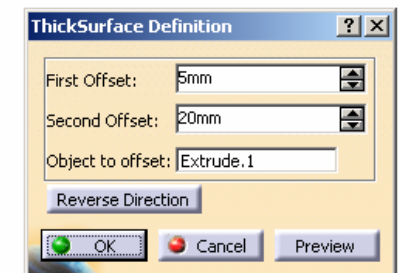 ThickSurface Definition ? X
First Offset: 5mm
Second Offset: 20mm
Object to offset: Extrude.1
Reverse Direction
OK Cancel Preview